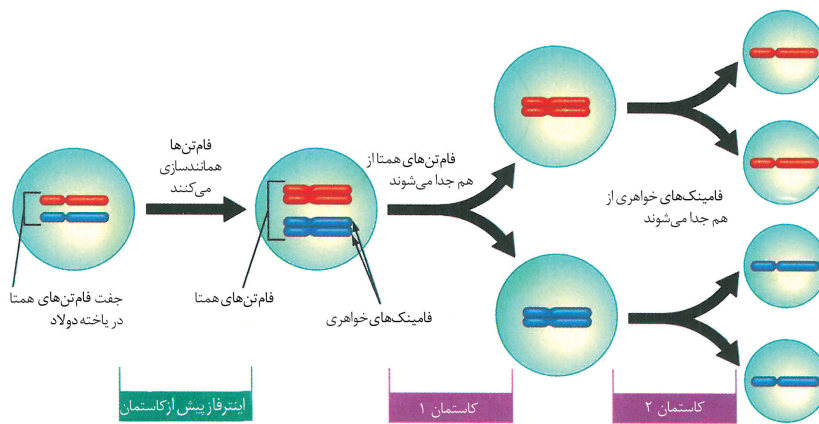 فام‌تن‌ها
همانندسازی
می‌کنند
فام‌تن‌های همتا از
هم جدا می‌شوند
فامینک‌های خواهری از
هم جدا می‌شوند
جفت فام‌تن‌های همتا
در یاخته دولاد
فام‌تن‌های همتا
فامینک‌های خواهری
اینترفاز پیش از کاستمان
کاستمان ۱
کاستمان ۲